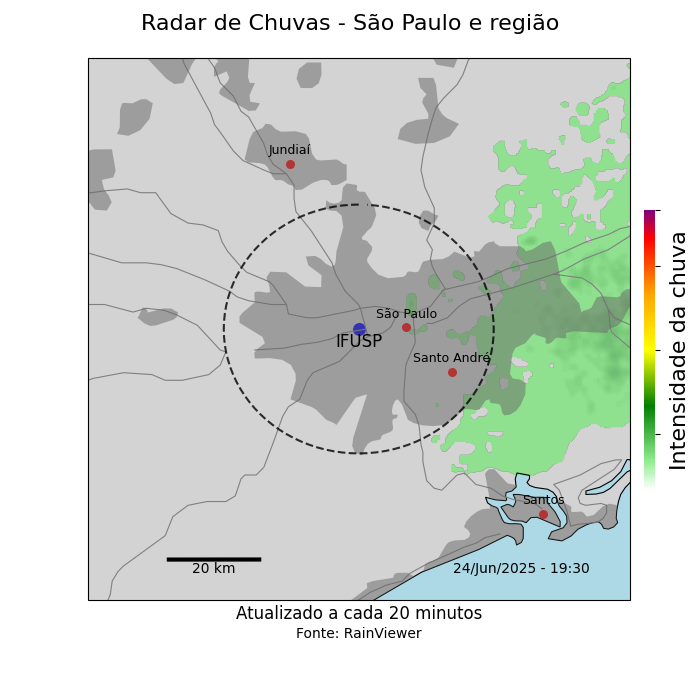 Radar de Chuvas - São Paulo e região
Jundiaí
São Paulo
IFUSP
Santo André
Santos
20 km
24/Jun/2025 - 19:30
Intensidade da chuva
Atualizado a cada 20 minutos
Fonte: RainViewer